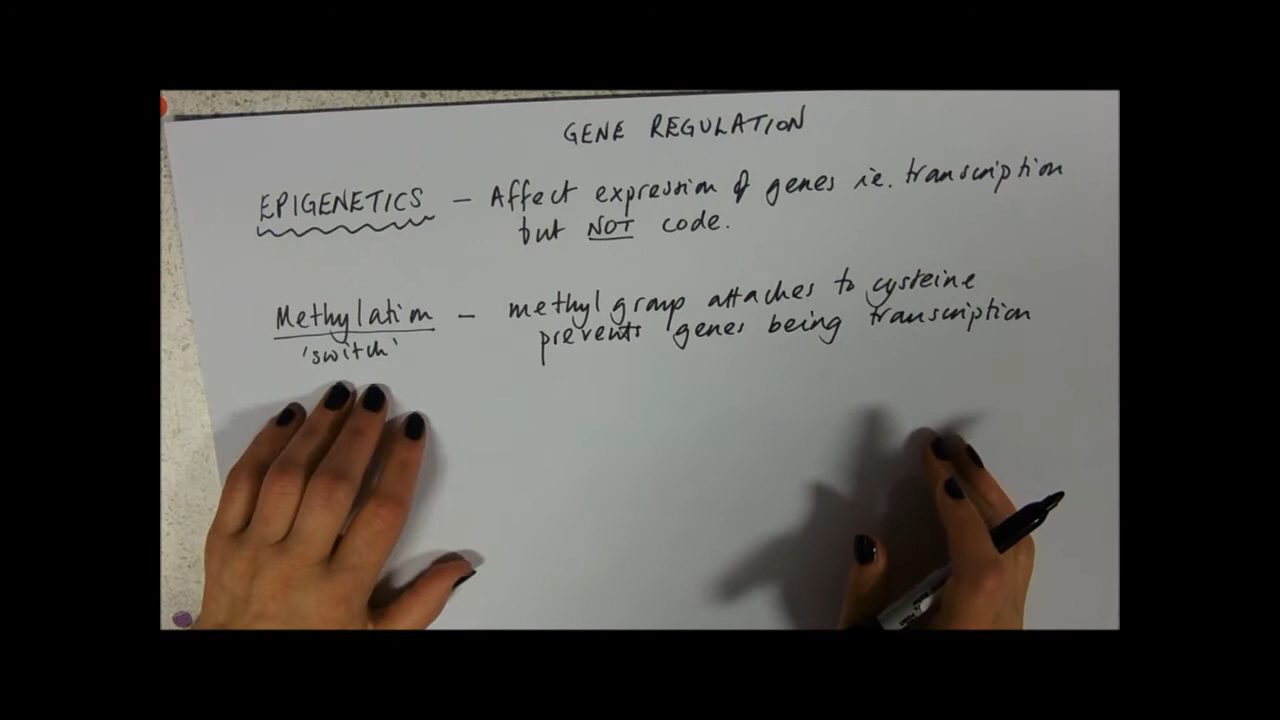 GENE REGULATION
EPIGENETICS - Affect expression of genes ie. transcription
but NOT code.
Methylation - methyl group attaches to cysteine
'switch' prevents genes being transcription